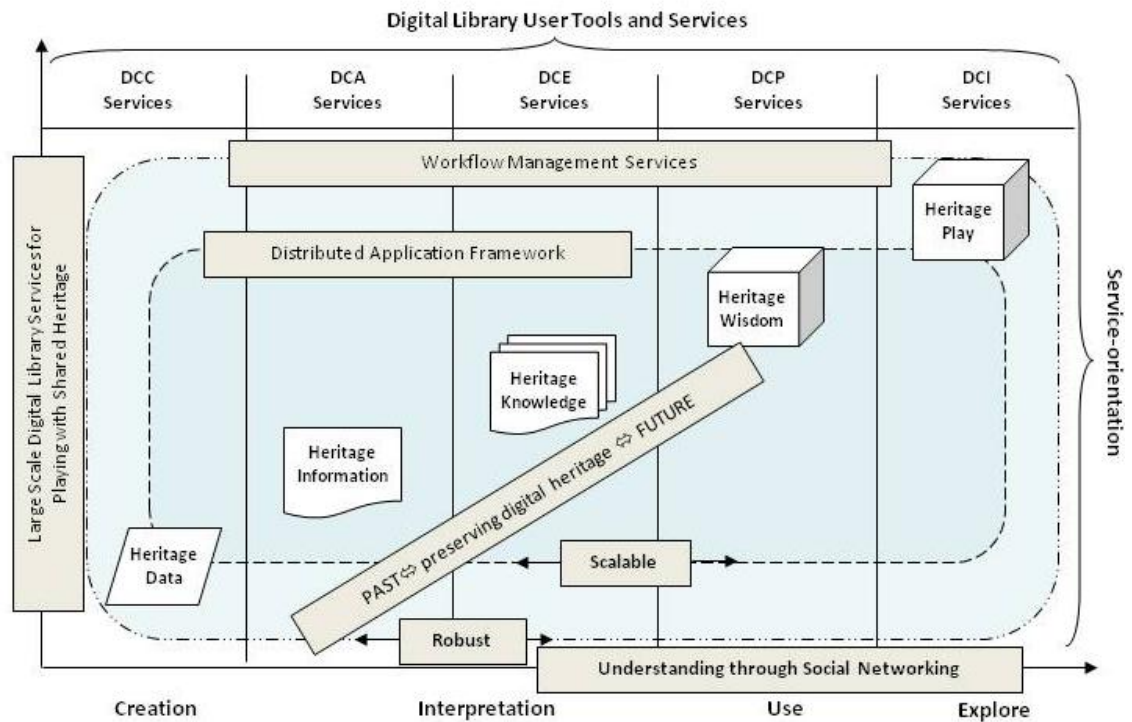 Digital Library User Tools and Services
DCC
Services
DCA
Services
DCE
Services
DCP
Services
DCI
Services
Large Scale Digital Library Services for
Playing with Shared Heritage
Workflow Management Services
Heritage
Play
Distributed Application Framework
Heritage
Wisdom
Service-orientation
Heritage
Knowledge
Heritage
Information
PAST⇔ preserving digital heritage ⇔ FUTURE
Heritage
Data
Scalable
Robust
Understanding through Social Networking
Creation
Interpretation
Use
Explore